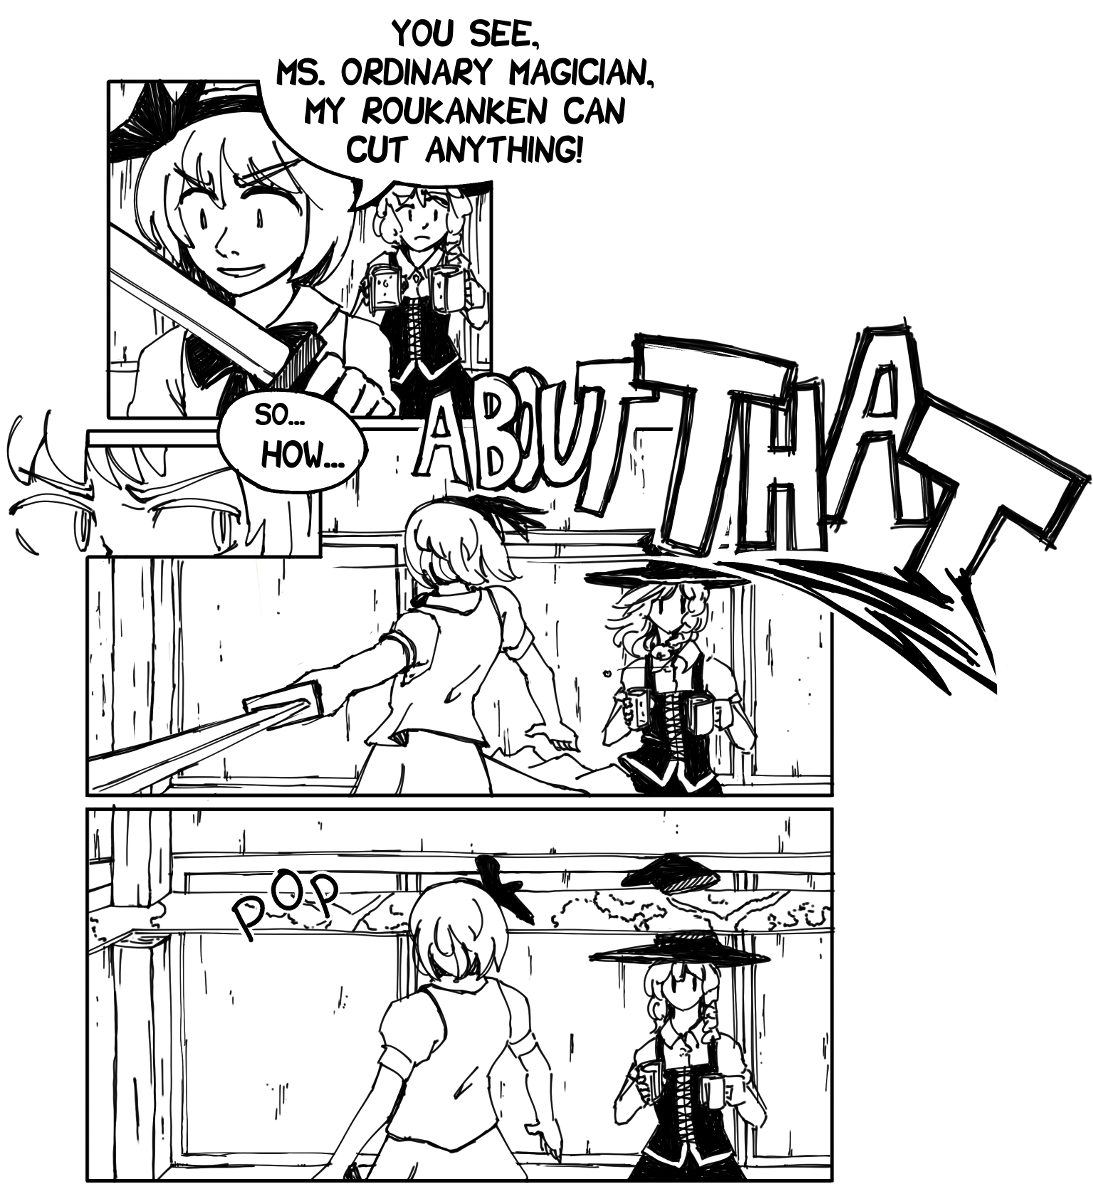 YOU SEE,
MS. ORDINARY MAGICIAN,
MY ROUKANKEN CAN
CUT ANYTHING!
SO...
HOW...
ABOUT THAT
POP